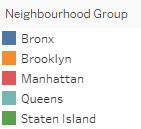 Neighbourhood Group
Bronx
Brooklyn
Manhattan
Queens
Staten Island